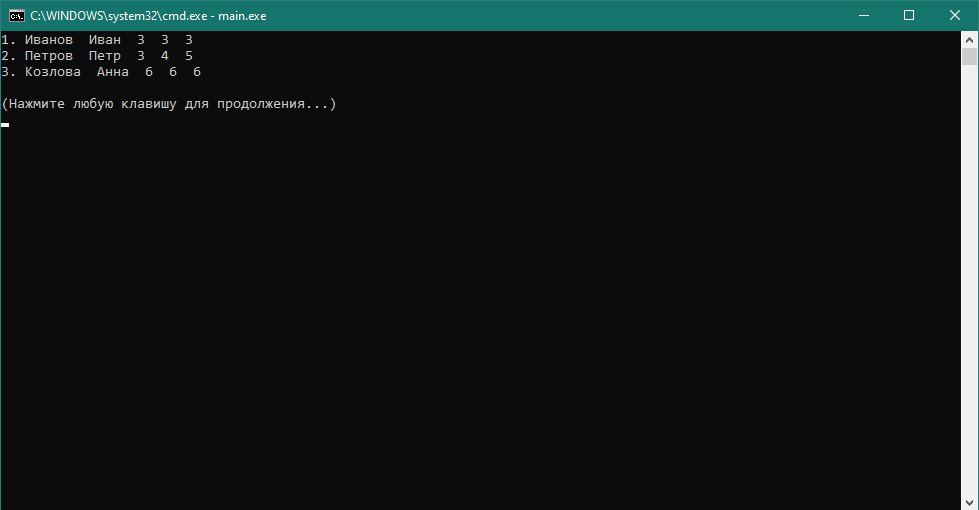 C:\WINDOWS\system32\cmd.exe - main.exe
1. Иванов  Иван  3  3  3
2. Петров  Петр  3  4  5
3. Козлова  Анна  6  6  6
(Нажмите любую клавишу для продолжения...)